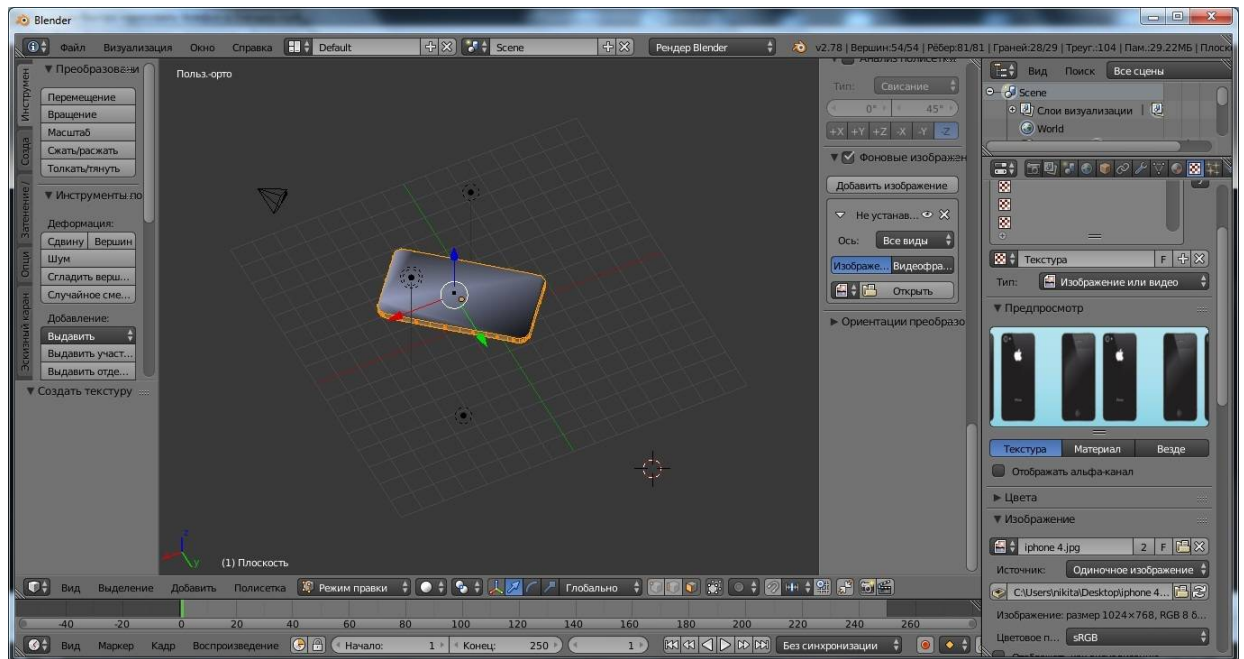 Blender
Файл Визуализация Окно Справка Default Scene Рендер Blender v2.78 | Вершин:54/54 | Рёбер:81/81 | Граней:28/29 | Треуг.:104 | Пам.:29.22МБ | Плоск
Преобразовани
Перемещение
Вращение
Масштаб
Сжать/расжать
Толкать/тянуть
Инструменты по
Деформация:
Сдвину Вершин
Шум
Сгладить верш...
Случайное сме...
Добавление:
Выдавить
Выдавить участ...
Выдавить отде...
Создать текстуру
Инструмен
Созда
Затенение /
Опци
Эскизный каран
Польз.-орто
(1) Плоскость
z
y
Анализ полисетки
Тип: Свисание
0° 45°
+X +Y +Z -X -Y -Z
Фоновые изображен
Добавить изображение
Не устанав...
Ось: Все виды
Изображе... Видеофра...
Открыть
Ориентации преобразо
Вид Поиск Все сцены
Scene
Слои визуализации |
World
Текстура F
Тип: Изображение или видео
Предпросмотр
Текстура Материал Везде
Отображать альфа-канал
Цвета
Изображение
iphone 4.jpg 2 F
Источник: Одиночное изображение
C:\Users\nikita\Desktop\iphone 4...
Изображение: размер 1024×768, RGB 8 б...
Цветовое п... sRGB
Вид Выделение Добавить Полисетка Режим правки Глобально
-40 -20 0 20 40 60 80 100 120 140 160 180 200 220 240 260
Вид Маркер Кадр Воспроизведение Начало: 1 Конец: 250 1 Без синхронизации